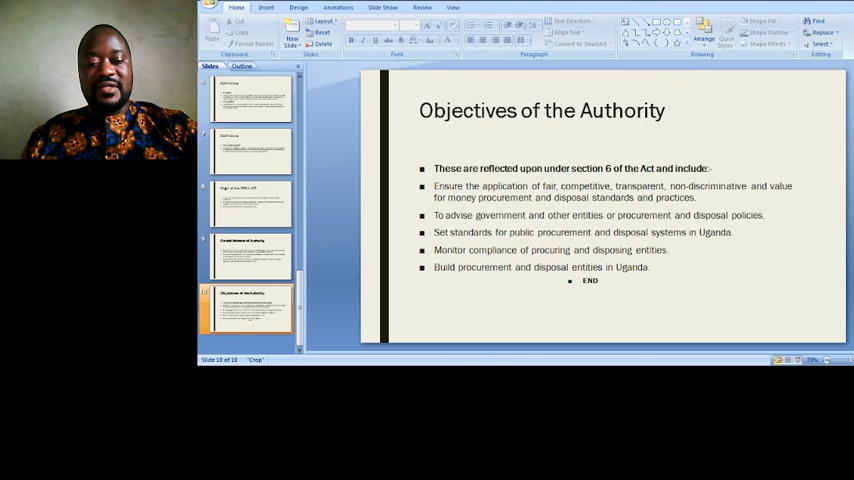 Home Insert Design Animations Slide Show Review View
Cut
Copy
Format Painter
Paste
Clipboard
New
Slide
Layout
Reset
Delete
Slides
Font
Paragraph
Text Direction
Align Text
Convert to SmartArt
Arrange
Quick
Styles
Shape Fill
Shape Outline
Shape Effects
Drawing
Find
Replace
Select
Editing
Slides Outline
7
8
9
10
Objectives of the Authority
These are reflected upon under section 6 of the Act and include:-
Ensure the application of fair, competitive, transparent, non-discriminative and value
for money procurement and disposal standards and practices.
To advise government and other entities or procurement and disposal policies.
Set standards for public procurement and disposal systems in Uganda.
Monitor compliance of procuring and disposing entities.
Build procurement and disposal entities in Uganda.
END
Slide 10 of 10 "Crop"
73%